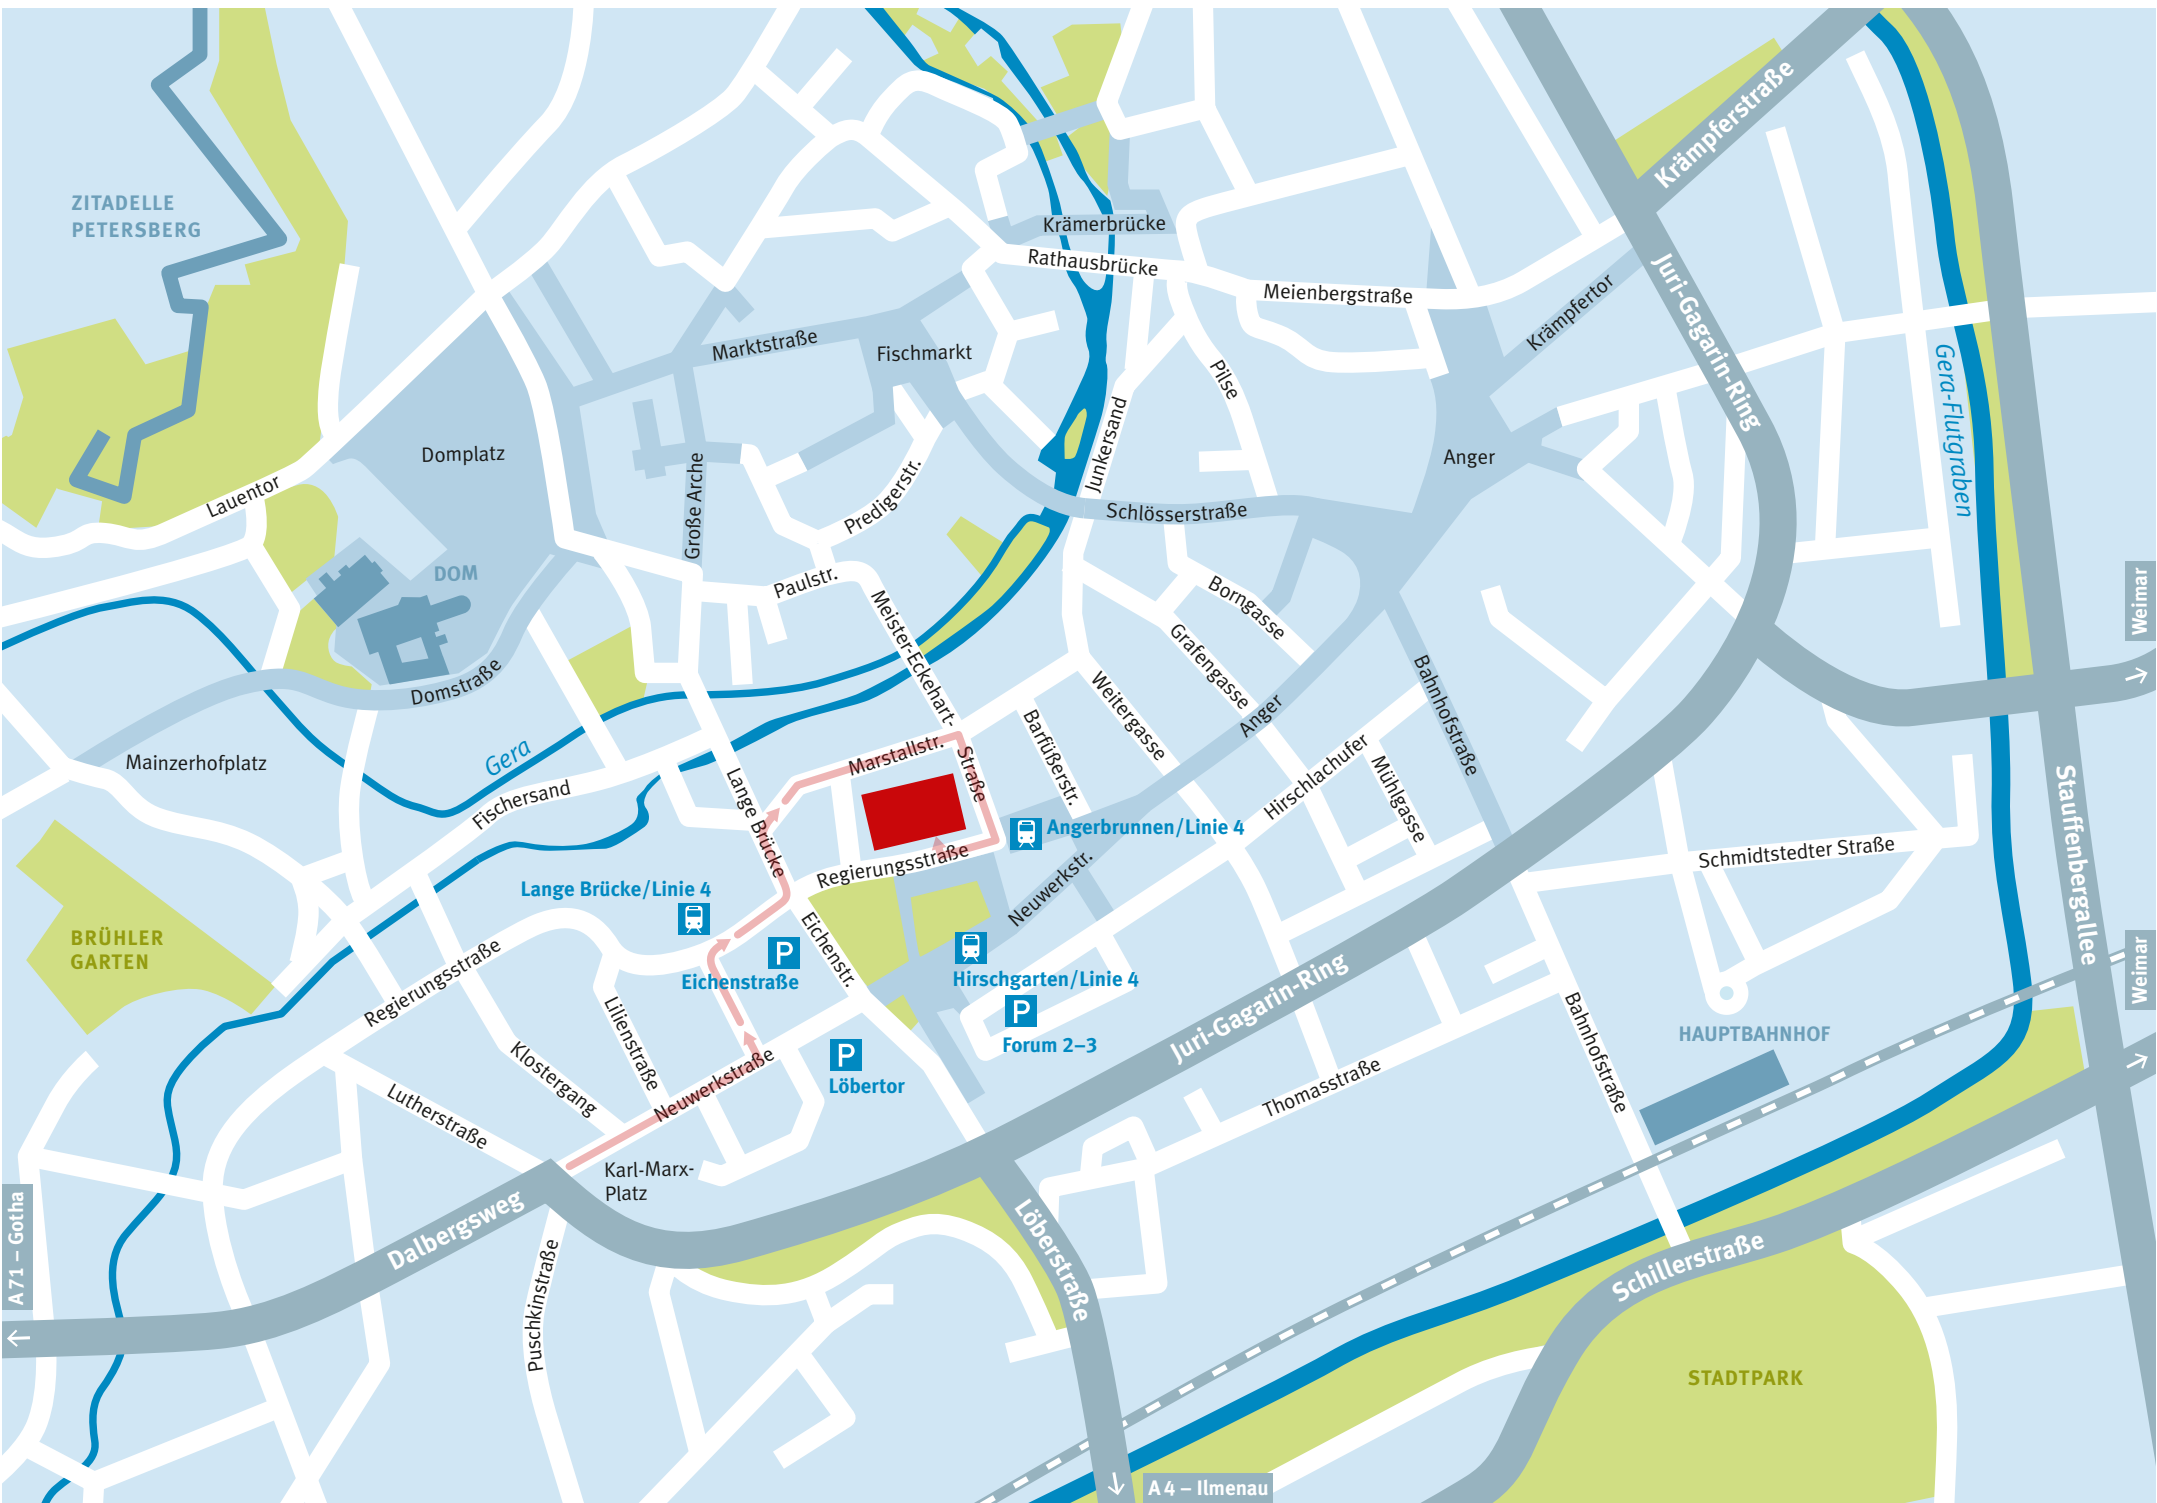 Krämpferstraße
ZITADELLE
PETERSBERG
Krämerbrücke
Rathausbrücke
Meienbergstraße
Krämpfertor
Juri-Gagarin-Ring
Marktstraße
Fischmarkt
Pilse
Gera-Flutgraben
Junkersand
Domplatz
Anger
Große Arche
Predigerstr.
Lauentor
Schlösserstraße
DOM
Paulstr.
Borngasse
Weimar
Meister-Eckehart-
Straße
Grafengasse
Domstraße
Weitergasse
Bahnhofstraße
Anger
Barfüßerstr.
Gera
Mainzerhofplatz
Marstallstr.
Hirschlachufer
Mühlgasse
Fischersand
Lange Brücke
Stauffenbergallee
Angerbrunnen/Linie 4
Schmidtstedter Straße
Regierungsstraße
Neuwerkstr.
Lange Brücke/Linie 4
BRÜHLER
GARTEN
Regierungsstraße
P
Eichenstraße
Eichenstr.
Hirschgarten/Linie 4
Weimar
Juri-Gagarin-Ring
P
Forum 2–3
Lilienstraße
Bahnhofstraße
HAUPTBAHNHOF
Klostergang
P
Löbertor
Neuwerkstraße
Lutherstraße
Thomasstraße
Karl-Marx-
Platz
A 71 – Gotha
Dalbergsweg
Löberstraße
Puschkinstraße
Schillerstraße
STADTPARK
A 4 – Ilmenau